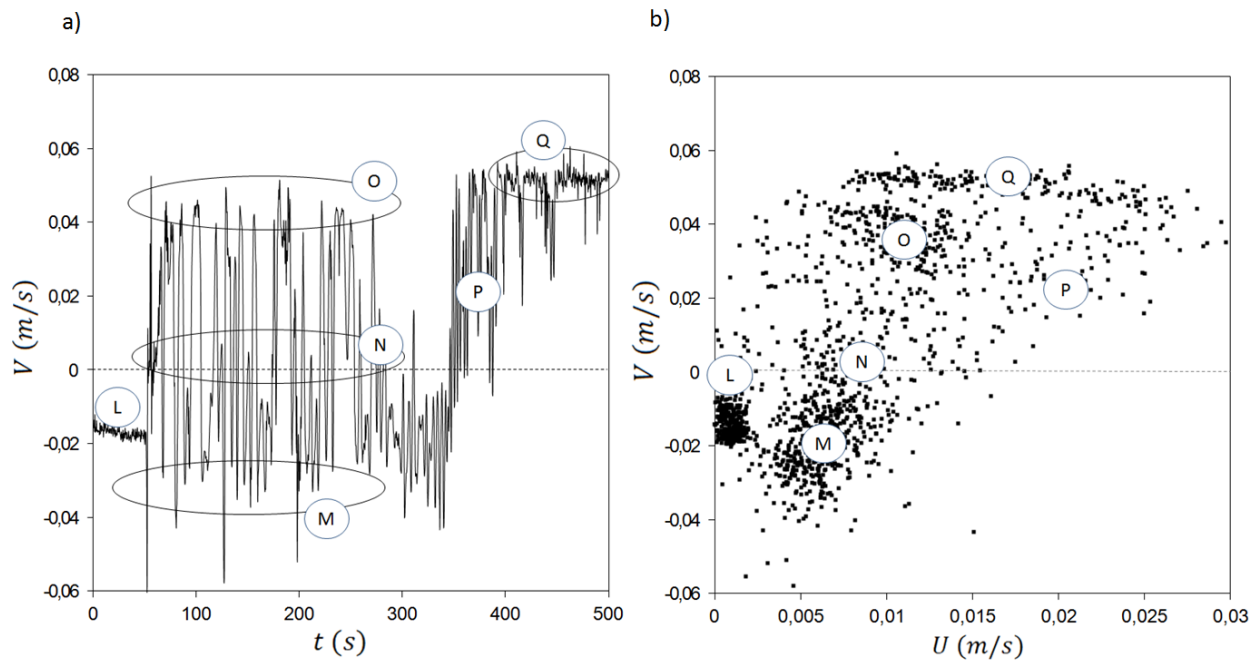 a)
0,08
0,06
0,04
0,02
0
-0,02
-0,04
-0,06
V (m/s)
0
100
200
300
400
500
t (s)
L
O
N
M
P
Q
b)
0,08
0,06
0,04
0,02
0
-0,02
-0,04
-0,06
V (m/s)
0
0,005
0,01
0,015
0,02
0,025
0,03
U (m/s)
Q
O
P
N
L
M